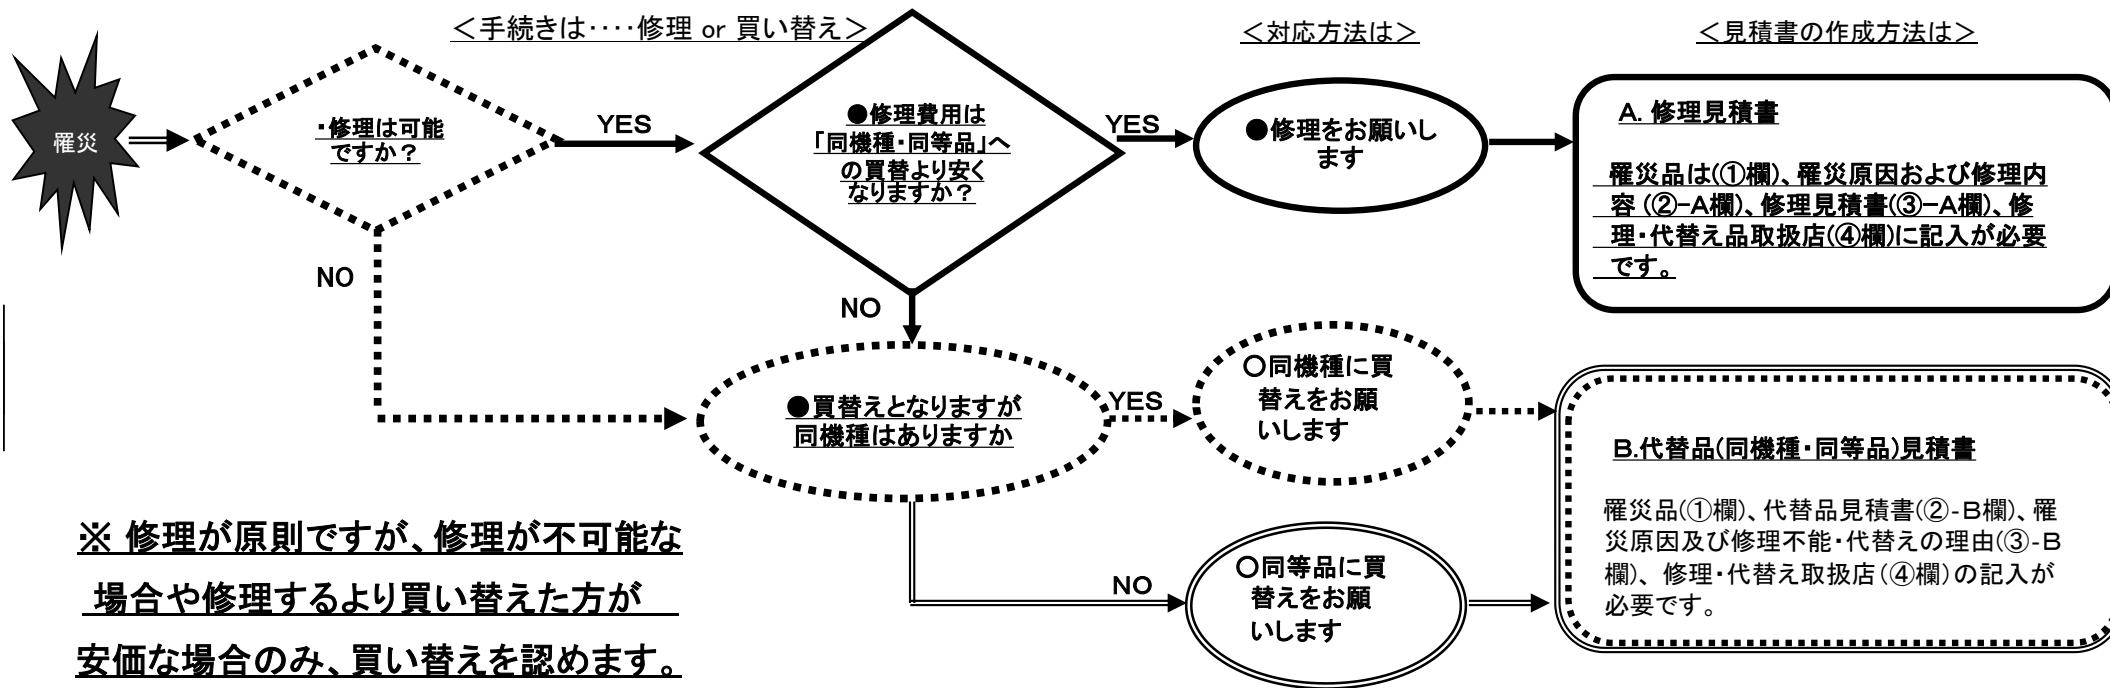 ＜手続きは････修理 or 買い替え＞
＜対応方法は＞
＜見積書の作成方法は＞
罹災
･修理は可能
ですか？
YES
●修理費用は
｢同機種･同等品｣へ
の買替より安く
なりますか？
YES
●修理をお願いし
ます
A. 修理見積書
罹災品は(①欄)、罹災原因および修理内
容 (②-A欄)、修理見積書(③-A欄)、修
理･代替え品取扱店(④欄)に記入が必要
です。
NO
NO
●買替えとなりますが
同機種はありますか
YES
○同機種に買
替えをお願
いします
B.代替品(同機種･同等品)見積書
罹災品(①欄)、代替品見積書(②-B欄)、罹
災原因及び修理不能･代替えの理由(③-B
欄)、修理･代替え取扱店(④欄)の記入が
必要です。
NO
○同等品に買
替えをお願
いします
※ 修理が原則ですが、修理が不可能な
場合や修理するより買い替えた方が
安価な場合のみ、買い替えを認めます。